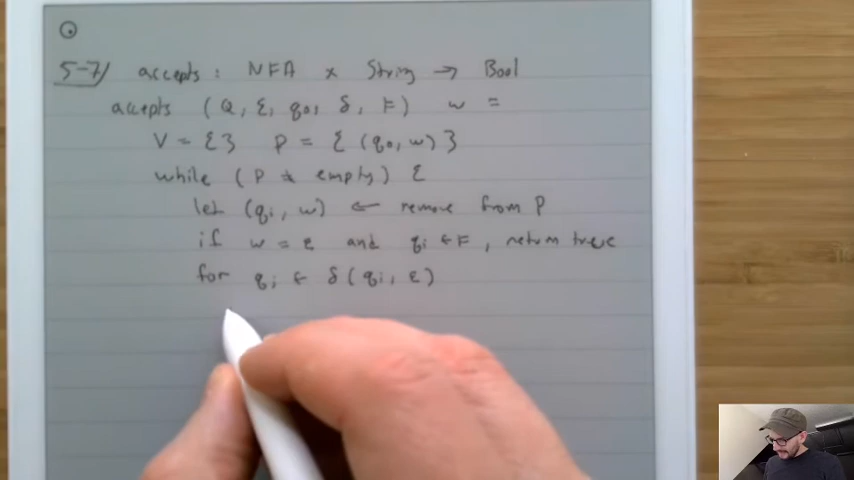 5-7/ accepts : NFA × String → Bool
accepts (Q, Σ, q0, δ, F) w =
V = {} P = { (q0, w) }
while (P ≠ empty) {
let (qi, w) ← remove from P
if w = ε and qi ∈ F, return true
for qj ∈ δ(qi, ε)